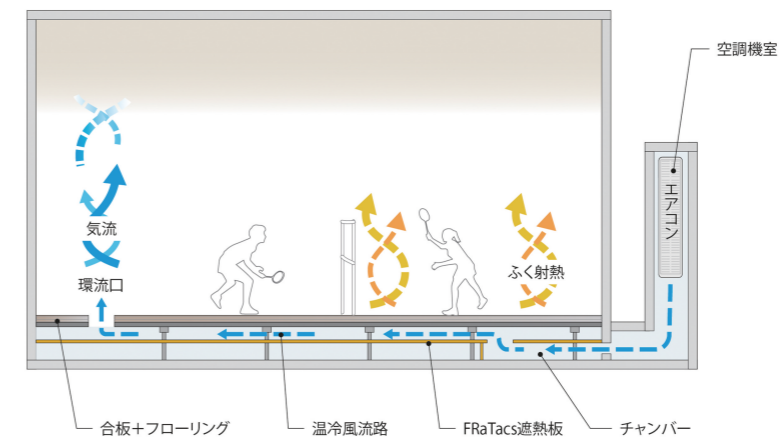 空調機室
エアコン
気流
環流口
ふく射熱
合板+フローリング
温冷風流路
FRaTacs遮熱板
チャンバー